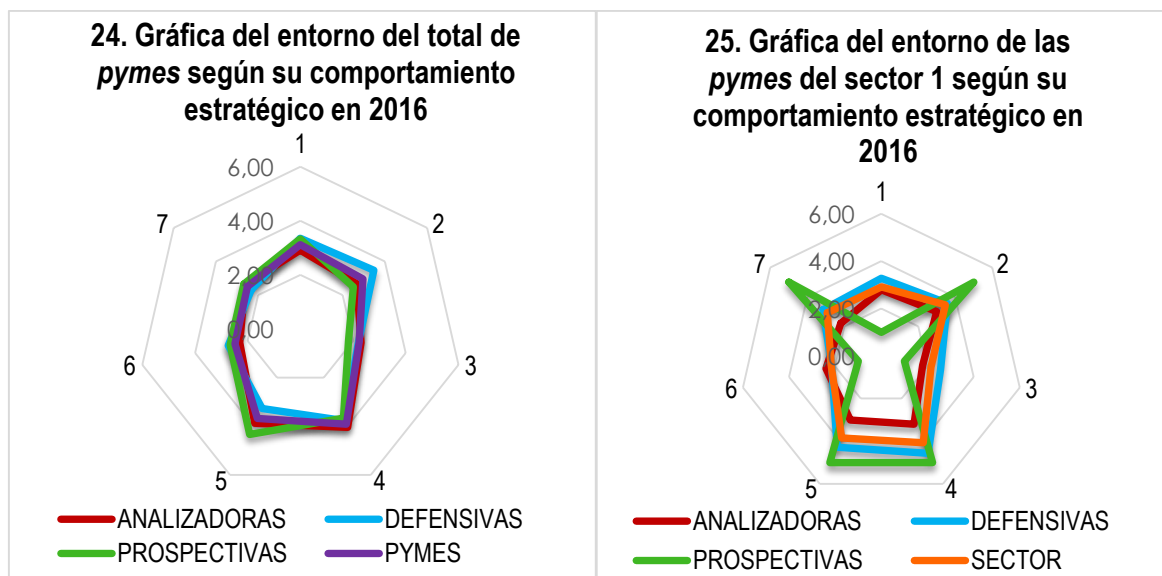 24. Gráfica del entorno del total de
pymes según su comportamiento
estratégico en 2016
1
6,00
7
4,00
2
2,00
0,00
6
3
5
4
ANALIZADORAS
DEFENSIVAS
PROSPECTIVAS
PYMES
25. Gráfica del entorno de las
pymes del sector 1 según su
comportamiento estratégico en
2016
1
6,00
7
4,00
2
2,00
0,00
6
3
5
4
ANALIZADORAS
DEFENSIVAS
PROSPECTIVAS
SECTOR